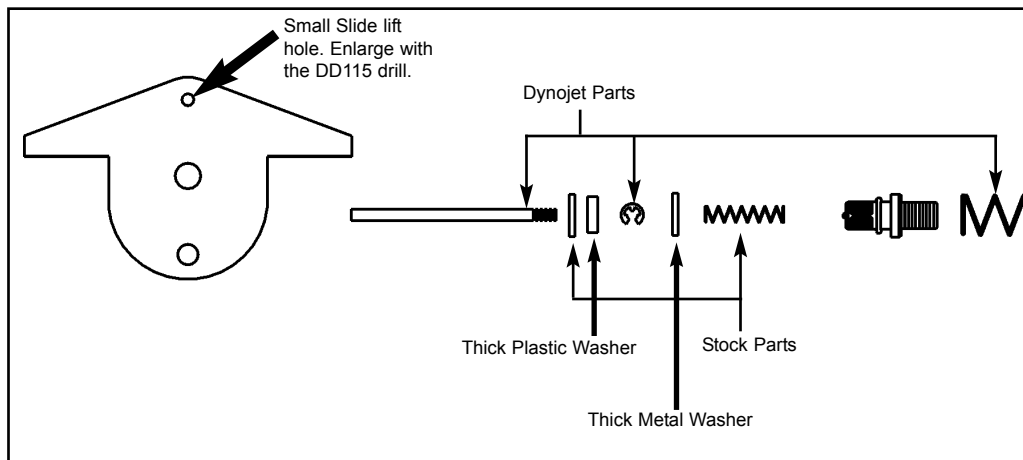 Small Slide lift
hole. Enlarge with
the DD115 drill.
Dynojet Parts
Thick Plastic Washer
Stock Parts
Thick Metal Washer